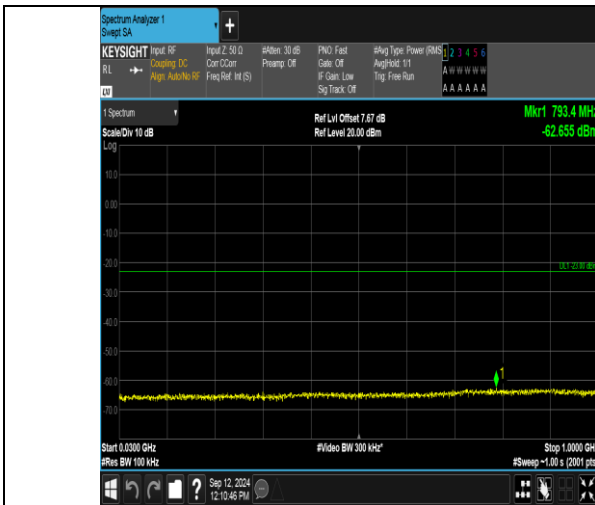 Spectrum Analyzer 1
Swept SA
+
KEYSIGHT Input: RF Input Z: 50 Ω #Atten: 30 dB PNO: Fast #Avg Type: Power (RMS 1 2 3 4 5 6
RL Coupling: DC Corr CCorr Preamp: Off Gate: Off Avg|Hold: 1/1 A W W W W W
Align: Auto/No RF Freq Ref: Int (S) IF Gain: Low Trig: Free Run
LXI Sig Track: Off A A A A A A
1 Spectrum Ref Lvl Offset 7.67 dB Mkr1 793.4 MHz
Scale/Div 10 dB Ref Level 20.00 dBm -62.655 dBm
Log
10.0
0.00
-10.0
-20.0
DL1 -23.00 dBm
-30.0
-40.0
-50.0
-60.0
1
-70.0
Start 0.0300 GHz #Video BW 300 kHz* Stop 1.0000 GHz
#Res BW 100 kHz #Sweep ~1.00 s (2001 pts
? Sep 12, 2024
12:10:46 PM